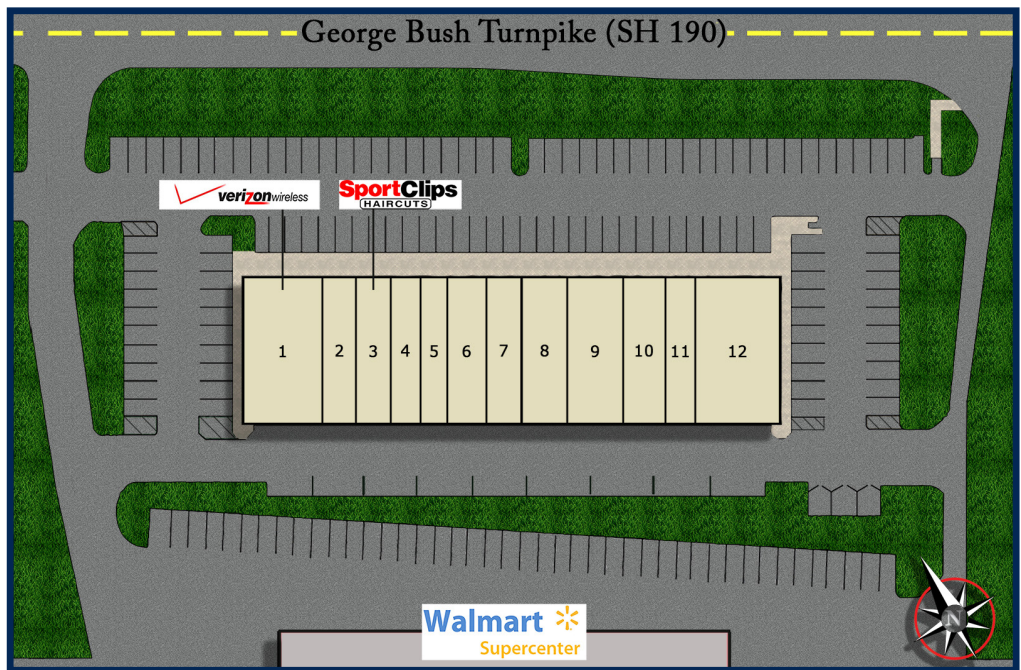 George Bush Turnpike (SH 190)
verizonwireless
SportClips
HAIRCUTS
1 2 3 4 5 6 7 8 9 10 11 12
Walmart
Supercenter
N